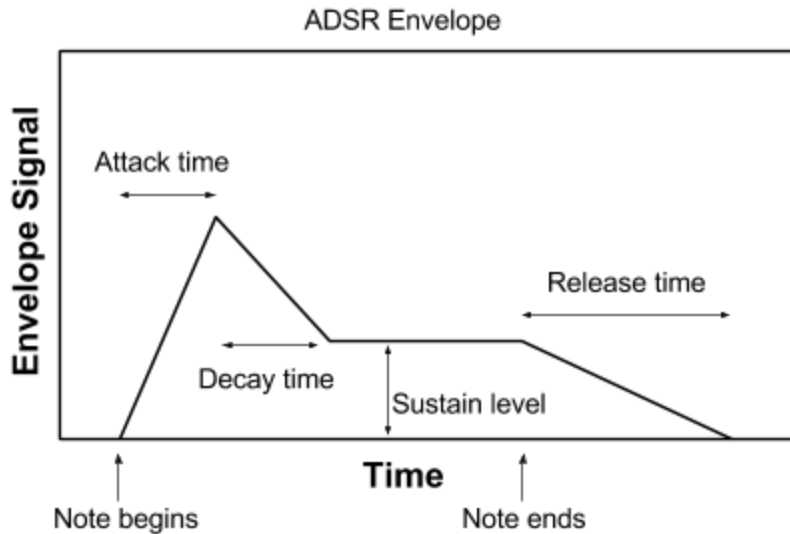 ADSR Envelope
Envelope Signal
Attack time
Release time
Decay time
Sustain level
Time
Note begins
Note ends